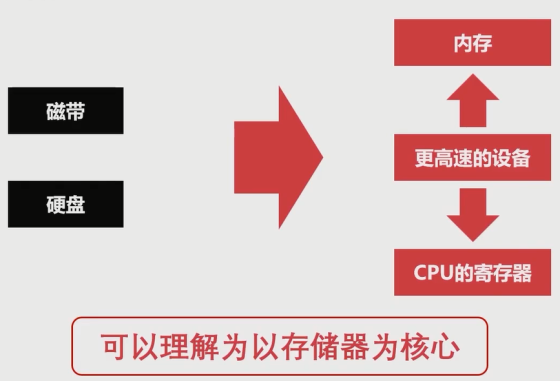 磁带
硬盘
内存
更高速的设备
CPU的寄存器
可以理解为以存储器为核心